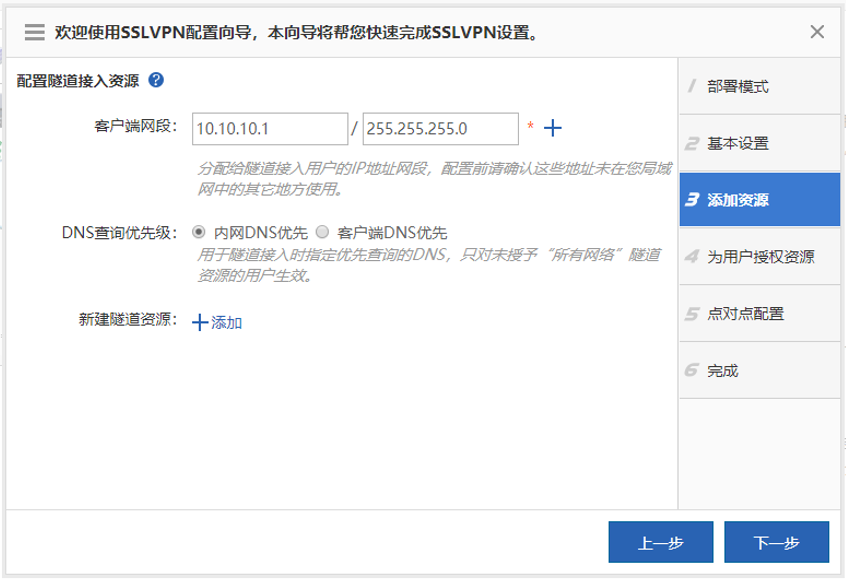 欢迎使用SSLVPN配置向导，本向导将帮您快速完成SSLVPN设置。
配置隧道接入资源
客户端网段： 10.10.10.1 / 255.255.255.0 *
分配给隧道接入用户的IP地址网段，配置前请确认这些地址未在您局域
网中的其它地方使用。
DNS查询优先级： 内网DNS优先 客户端DNS优先
用于隧道接入时指定优先查询的DNS，只对未授予“所有网络”隧道
资源的用户生效。
新建隧道资源： 添加
1 部署模式
2 基本设置
3 添加资源
4 为用户授权资源
5 点对点配置
6 完成
上一步 下一步